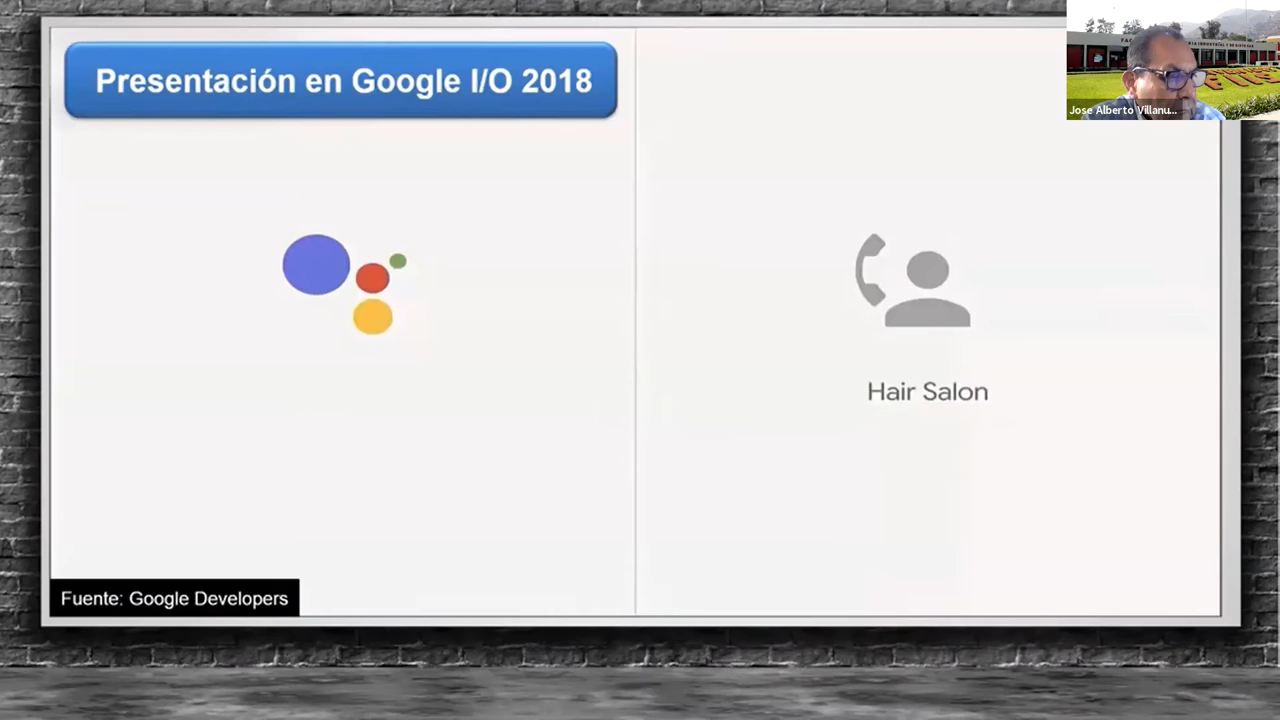 Presentación en Google I/O 2018
Jose Alberto Villanu...
Hair Salon
Fuente: Google Developers